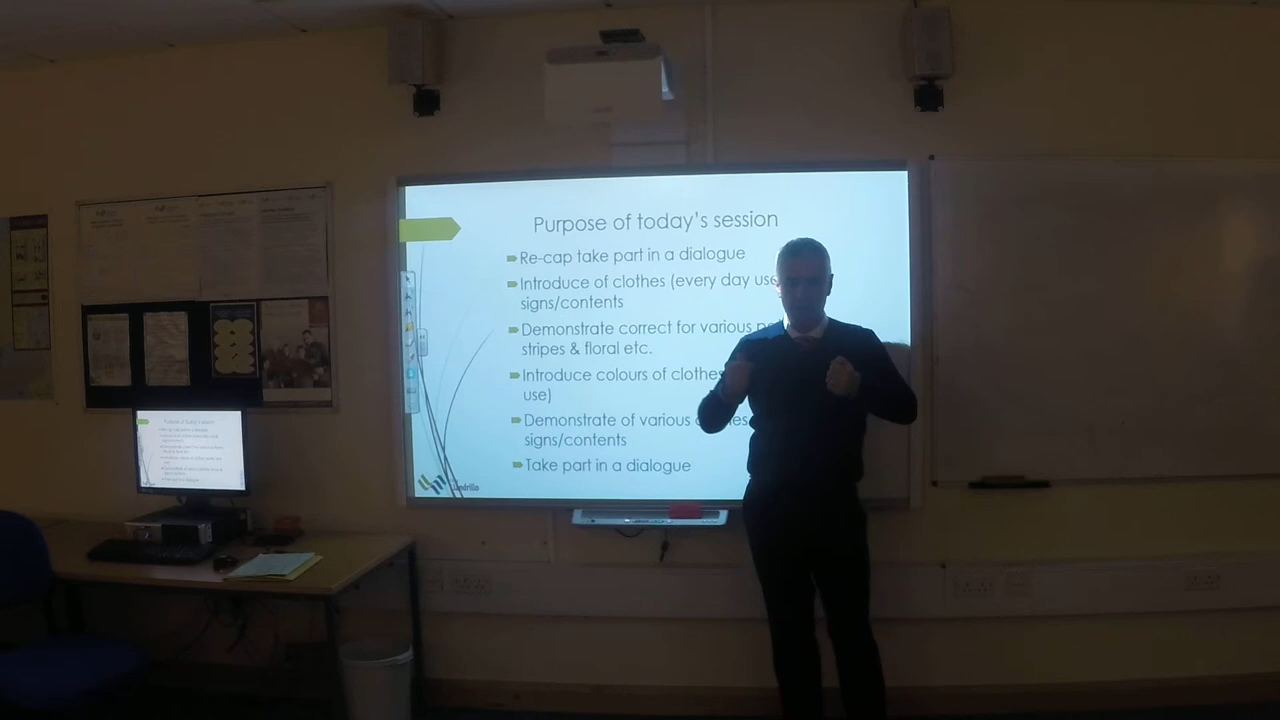 Purpose of today's session
Re-cap take part in a dialogue
Introduce of clothes (every day use
signs/contents
Demonstrate correct for various
stripes & floral etc.
Introduce colours of clothes
use)
Demonstrate of various
signs/contents
Take part in a dialogue